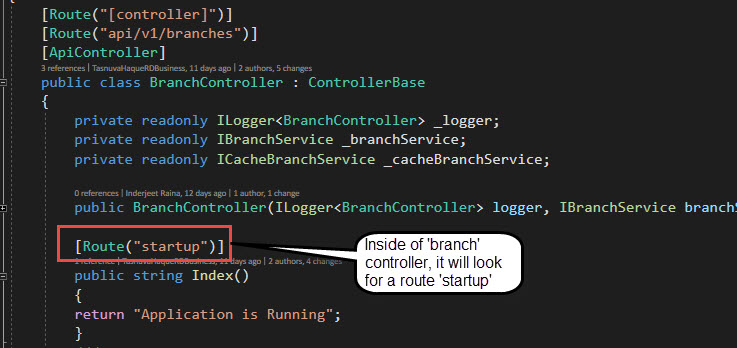 [Route("[controller]")]
[Route("api/v1/branches")]
[ApiController]
3 references | TasnuvaHaqueRDBusiness, 11 days ago | 2 authors, 5 changes
public class BranchController : ControllerBase
{
private readonly ILogger<BranchController> _logger;
private readonly IBranchService _branchService;
private readonly ICacheBranchService _cacheBranchService;
0 references | Inderjeet Raina, 12 days ago | 1 author, 1 change
public BranchController(ILogger<BranchController> logger, IBranchService branchS
[Route("startup")]
Inside of 'branch'
controller, it will look
for a route 'startup'
reference | TasnuvaHaqueRDBusiness, 11 days ago | 2 authors, 4 changes
public string Index()
{
return "Application is Running";
}